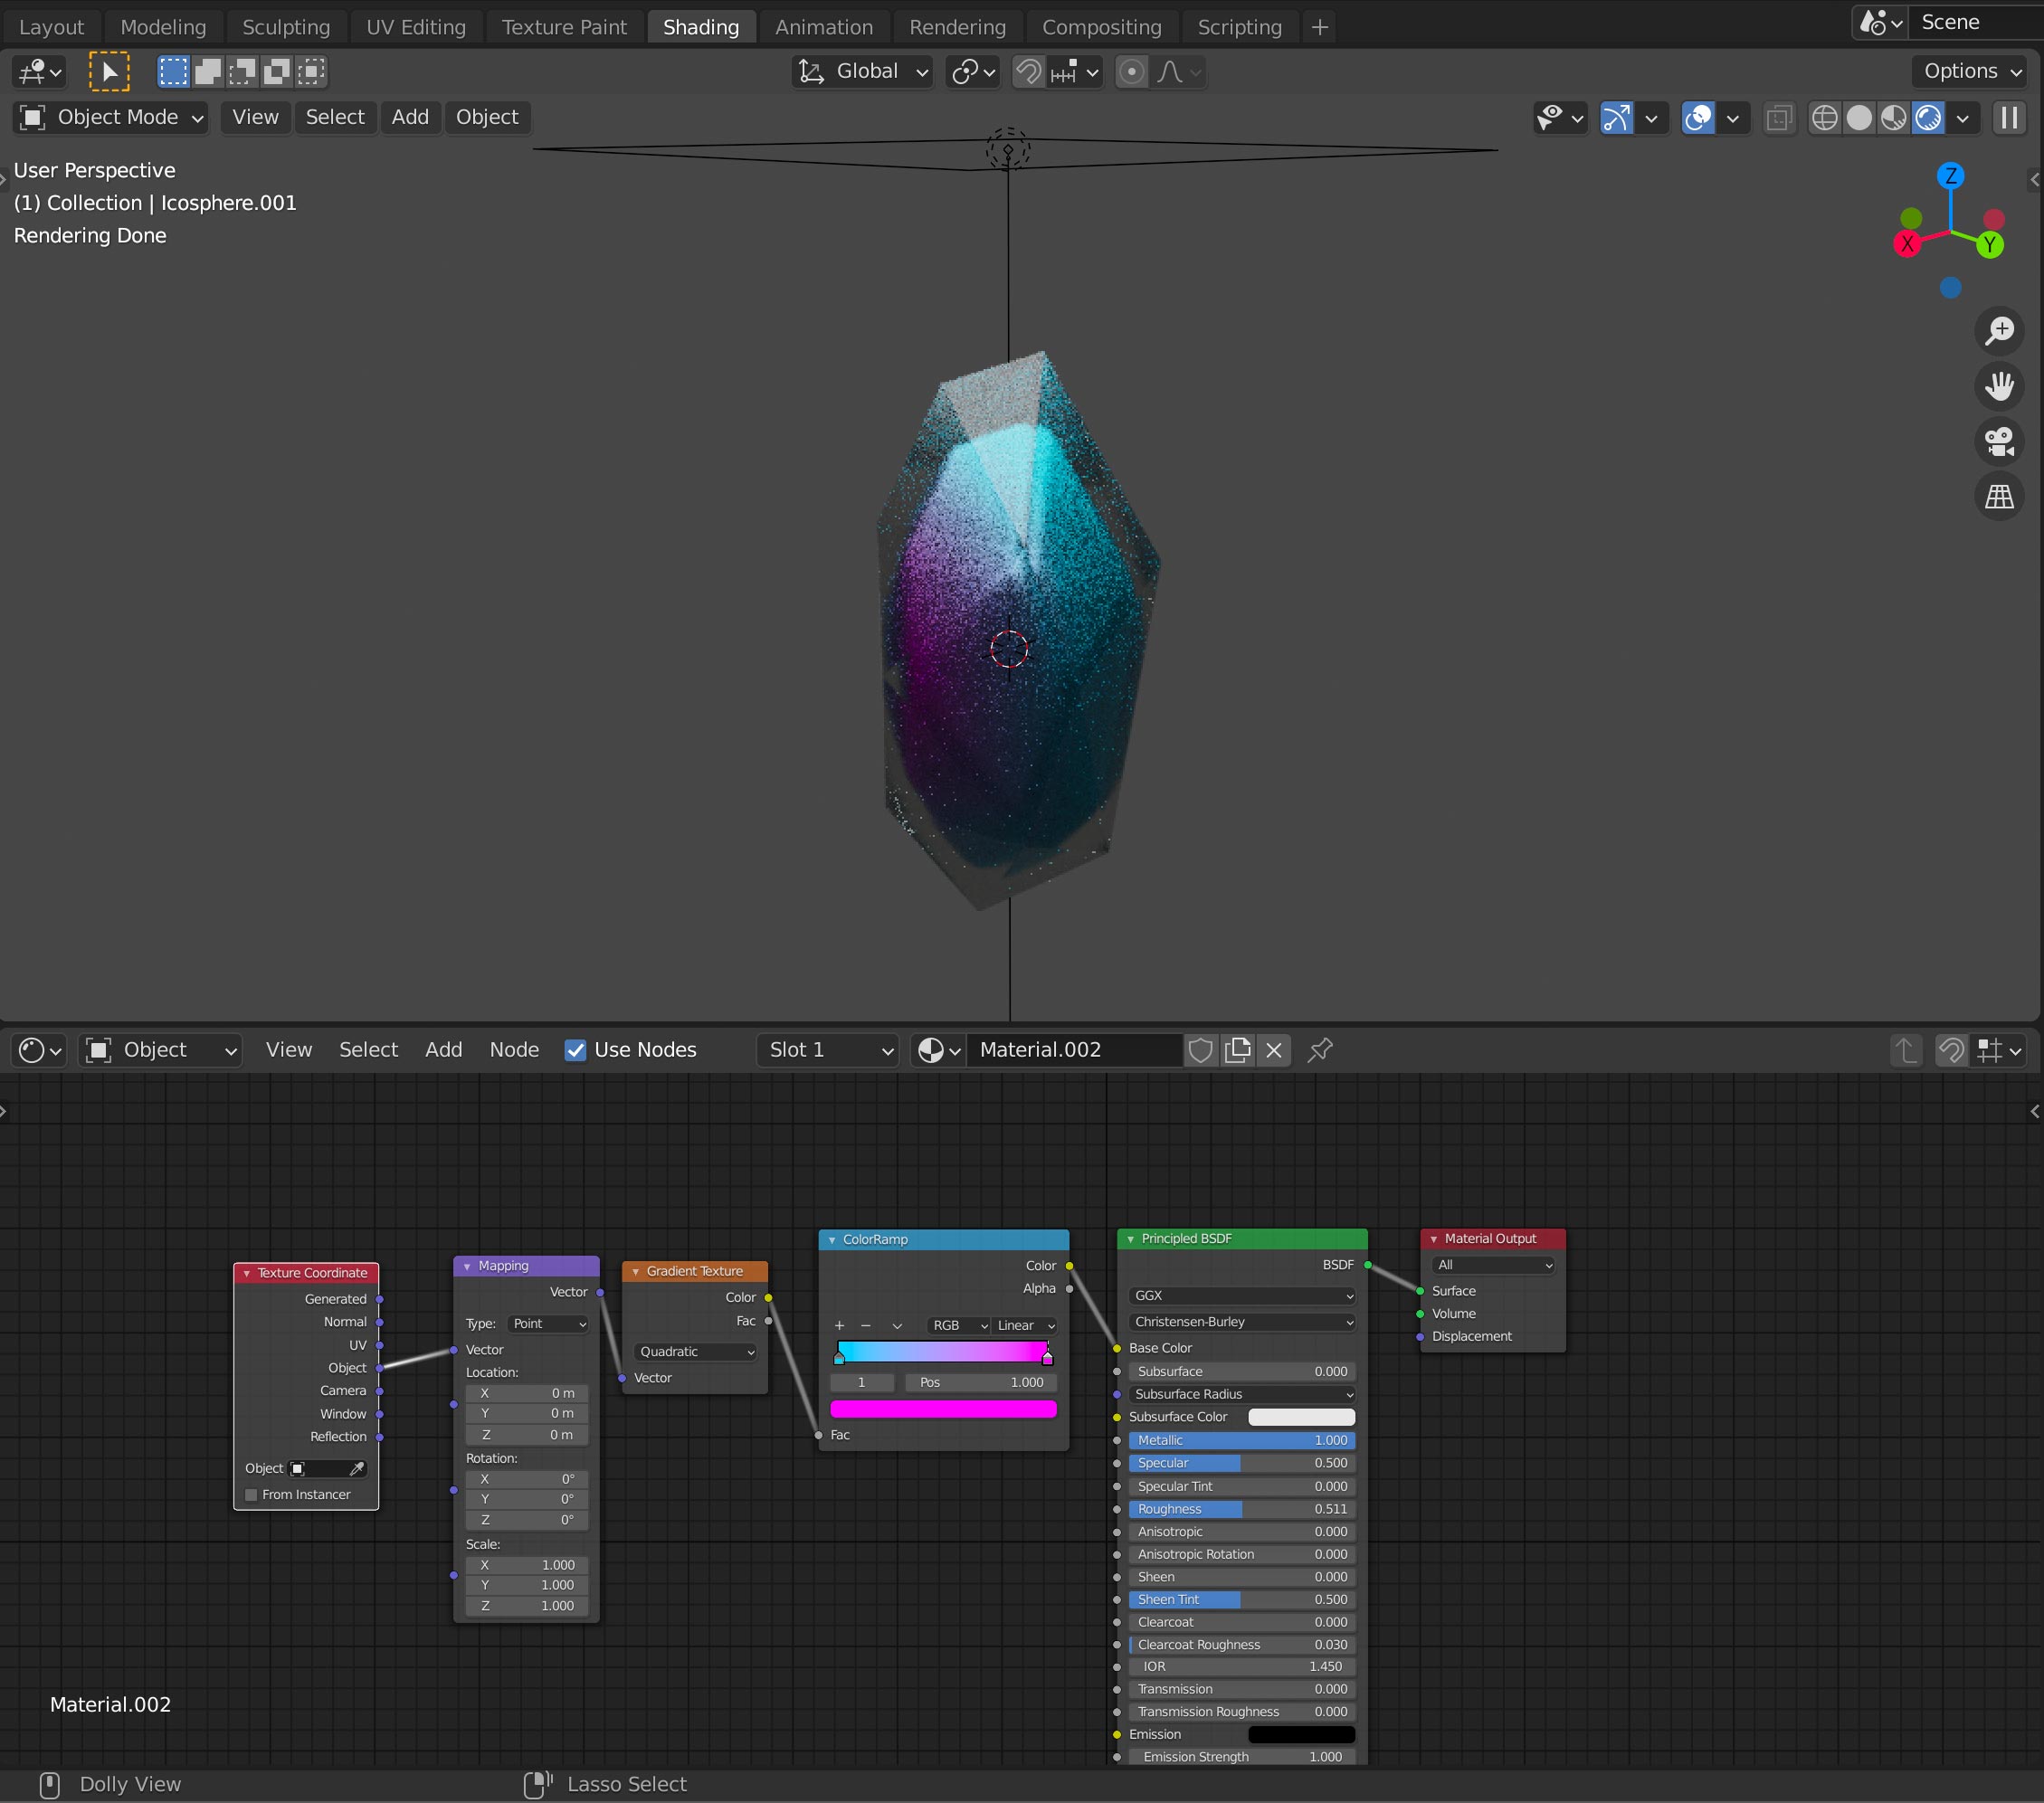 Layout Modeling Sculpting UV Editing Texture Paint Shading Animation Rendering Compositing Scripting + Scene
Global Options
Object Mode View Select Add Object
User Perspective
(1) Collection | Icosphere.001
Rendering Done
Z
X Y
Object View Select Add Node Use Nodes Slot 1 Material.002
Texture Coordinate
Generated
Normal
UV
Object
Camera
Window
Reflection
Object
From Instancer
Mapping
Vector
Type: Point
Vector
Location:
X 0 m
Y 0 m
Z 0 m
Rotation:
X 0°
Y 0°
Z 0°
Scale:
X 1.000
Y 1.000
Z 1.000
Gradient Texture
Color
Fac
Quadratic
Vector
ColorRamp
Color
Alpha
+ − RGB Linear
1 Pos 1.000
Fac
Principled BSDF
BSDF
GGX
Christensen-Burley
Base Color
Subsurface 0.000
Subsurface Radius
Subsurface Color
Metallic 1.000
Specular 0.500
Specular Tint 0.000
Roughness 0.511
Anisotropic 0.000
Anisotropic Rotation 0.000
Sheen 0.000
Sheen Tint 0.500
Clearcoat 0.000
Clearcoat Roughness 0.030
IOR 1.450
Transmission 0.000
Transmission Roughness 0.000
Emission
Emission Strength 1.000
Material Output
All
Surface
Volume
Displacement
Material.002
Dolly View Lasso Select